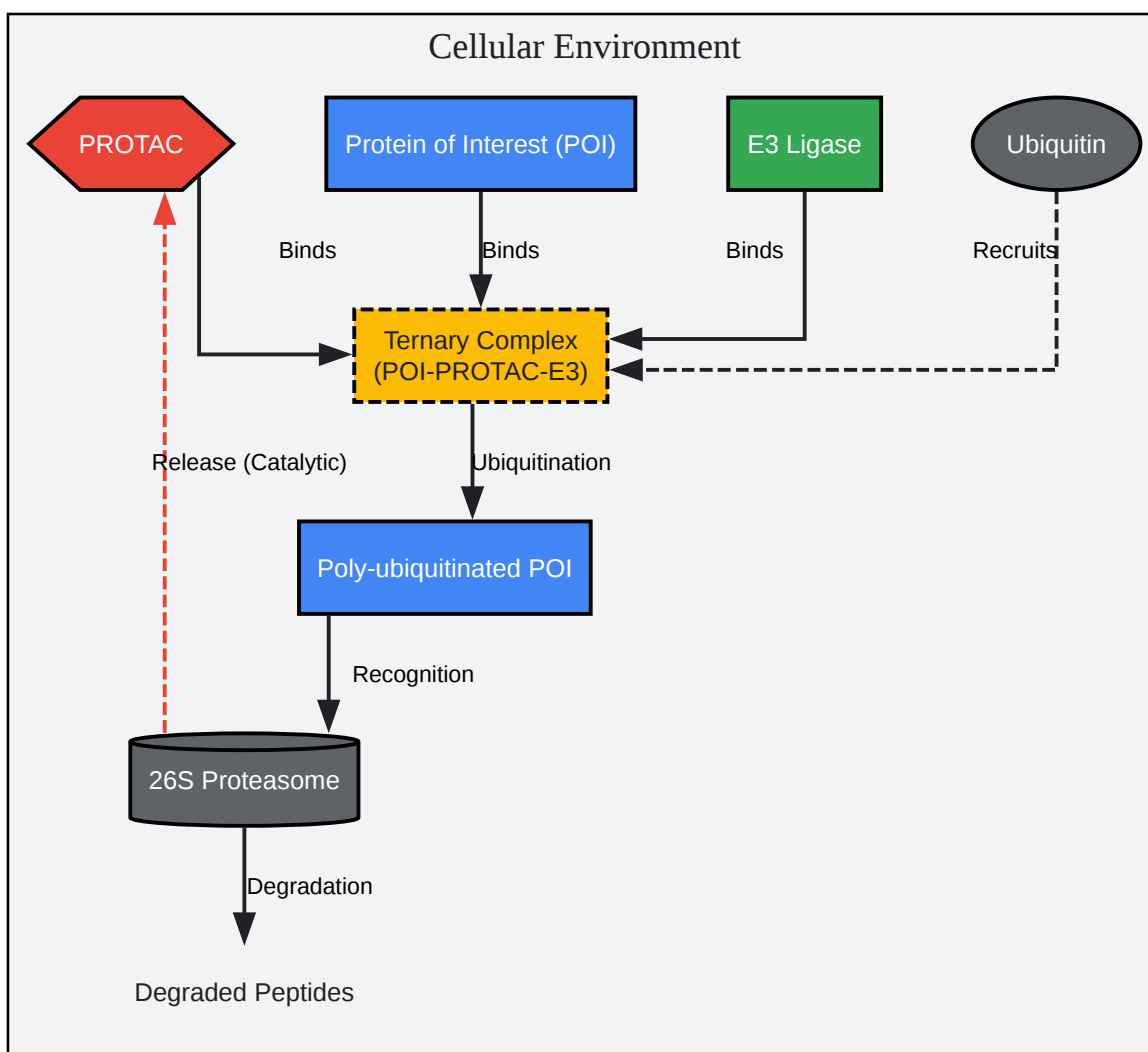 Cellular Environment
PROTAC
Protein of Interest (POI)
E3 Ligase
Ubiquitin
Binds
Binds
Binds
Recruits
Ternary Complex
(POI-PROTAC-E3)
Release (Catalytic)
Ubiquitination
Poly-ubiquitinated POI
Recognition
26S Proteasome
Degradation
Degraded Peptides